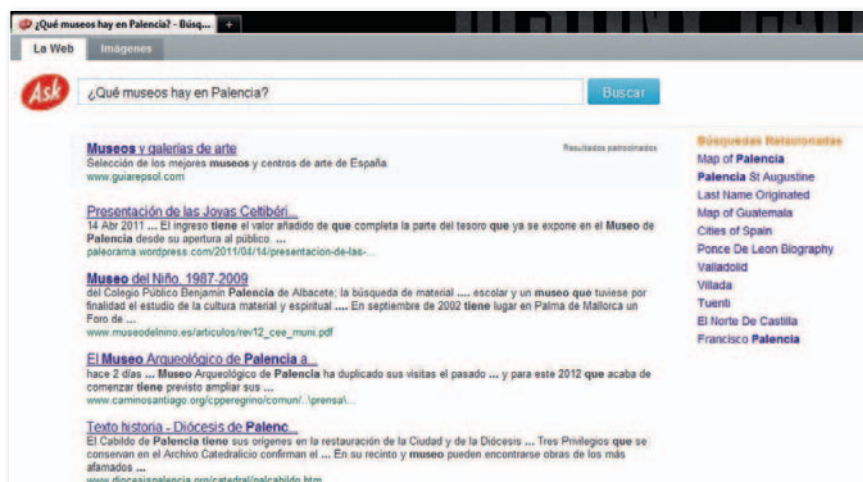 ¿Qué museos hay en Palencia? - Búsq...
La Web
Imágenes
Ask
¿Qué museos hay en Palencia?
Buscar
Museos y galerías de arte
Resultados patrocinados
Selección de los mejores museos y centros de arte de España.
www.guiarepsol.com
Presentación de las Joyas Celtibéri...
14 Abr 2011 ... El ingreso tiene el valor añadido de que completa la parte del tesoro que ya se expone en el Museo de
Palencia desde su apertura al público. ...
paleorama.wordpress.com/2011/04/14/presentacion-de-las-...
Museo del Niño, 1987-2009
del Colegio Público Benjamín Palencia de Albacete; la búsqueda de material .... escolar y un museo que tuviese por
finalidad el estudio de la cultura material y espiritual .... En septiembre de 2002 tiene lugar en Palma de Mallorca un
Foro de ...
www.museodelnino.es/articulos/rev12_cee_muni.pdf
El Museo Arqueológico de Palencia a...
hace 2 días ... Museo Arqueológico de Palencia ha duplicado sus visitas el pasado ... y para este 2012 que acaba de
comenzar tiene previsto ampliar sus ...
www.caminosantiago.org/cpperegrino/comun/..\prensa\...
Texto historia - Diócesis de Palenc...
El Cabildo de Palencia tiene sus orígenes en la restauración de la Ciudad y de la Diócesis ... Tres Privilegios que se
conservan en el Archivo Catedralicio confirman el ... En su recinto y museo pueden encontrarse obras de los más
afamados ...
www.diocesispalencia.org/catedral/palcabildo.htm
Búsquedas Relacionadas
Map of Palencia
Palencia St Augustine
Last Name Originated
Map of Guatemala
Cities of Spain
Ponce De Leon Biography
Valladolid
Villada
Tuenti
El Norte De Castilla
Francisco Palencia